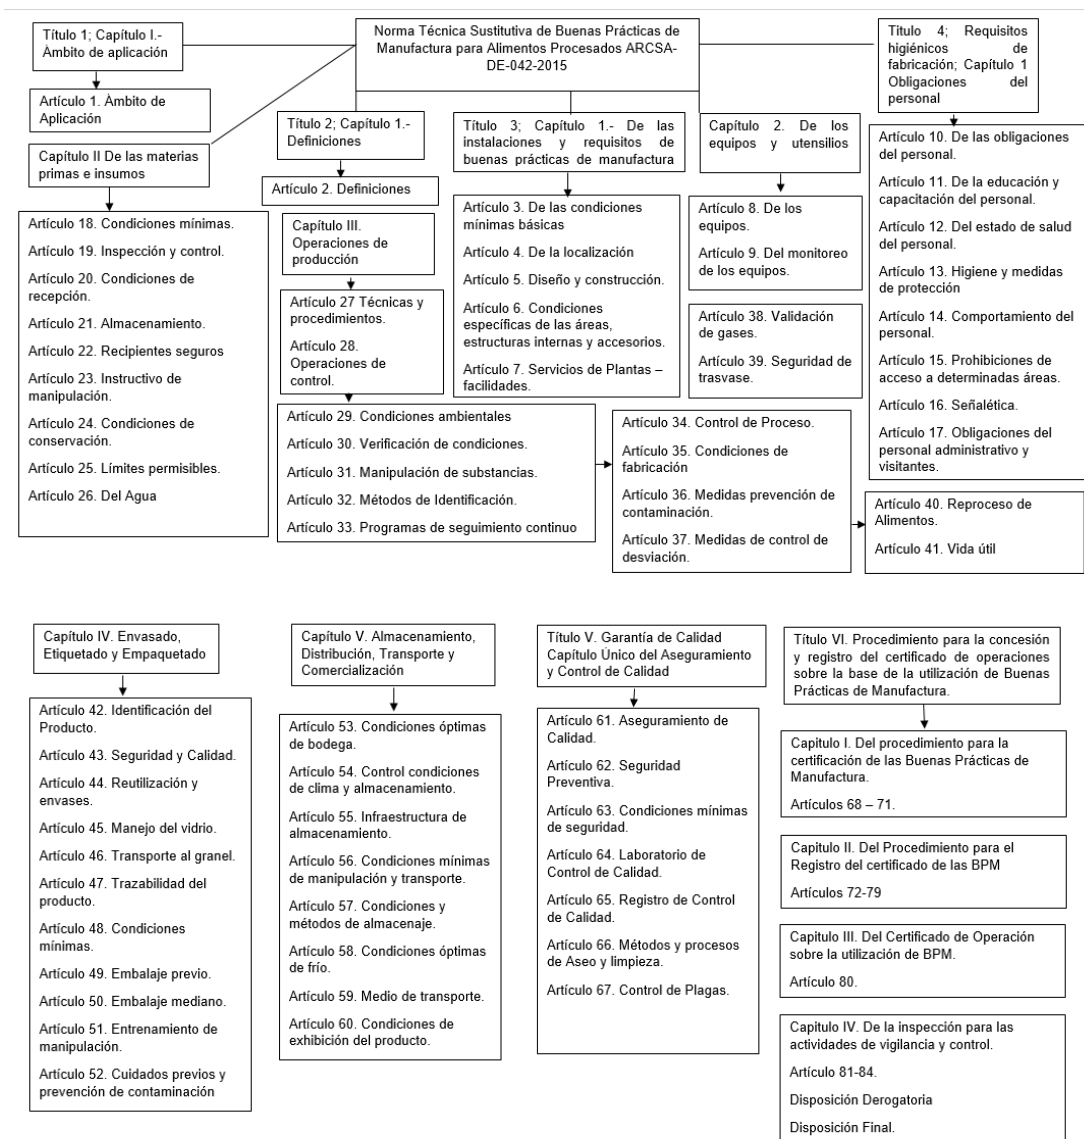 Título 1; Capítulo I.-
Ámbito de aplicación
Norma Técnica Sustitutiva de Buenas Prácticas de
Manufactura para Alimentos Procesados ARCSA-
DE-042-2015
Titulo 4; Requisitos
higiénicos de
fabricación; Capítulo 1
Obligaciones del
personal
Artículo 1. Ámbito de
Aplicación
Título 2; Capítulo 1.-
Definiciones
Título 3; Capítulo 1.- De las
instalaciones y requisitos de
buenas prácticas de manufactura
Capítulo 2. De los
equipos y utensilios
Capítulo II De las materias
primas e insumos
Artículo 2. Definiciones
Artículo 18. Condiciones mínimas.
Artículo 19. Inspección y control.
Artículo 20. Condiciones de
recepción.
Artículo 21. Almacenamiento.
Artículo 22. Recipientes seguros
Artículo 23. Instructivo de
manipulación.
Artículo 24. Condiciones de
conservación.
Artículo 25. Límites permisibles.
Artículo 26. Del Agua
Capítulo III.
Operaciones de
producción
Artículo 27 Técnicas y
procedimientos.
Artículo 28.
Operaciones de
control.
Artículo 3. De las condiciones
mínimas básicas
Artículo 4. De la localización
Artículo 5. Diseño y construcción.
Artículo 6. Condiciones
específicas de las áreas,
estructuras internas y accesorios.
Artículo 7. Servicios de Plantas –
facilidades.
Artículo 8. De los
equipos.
Artículo 9. Del monitoreo
de los equipos.
Artículo 38. Validación
de gases.
Artículo 39. Seguridad de
trasvase.
Artículo 10. De las obligaciones
del personal.
Artículo 11. De la educación y
capacitación del personal.
Artículo 12. Del estado de salud
del personal.
Artículo 13. Higiene y medidas
de protección
Artículo 14. Comportamiento del
personal.
Artículo 15. Prohibiciones de
acceso a determinadas áreas.
Artículo 16. Señalética.
Artículo 17. Obligaciones del
personal administrativo y
visitantes.
Artículo 29. Condiciones ambientales
Artículo 30. Verificación de condiciones.
Artículo 31. Manipulación de substancias.
Artículo 32. Métodos de Identificación.
Artículo 33. Programas de seguimiento continuo
Artículo 34. Control de Proceso.
Artículo 35. Condiciones de
fabricación
Artículo 36. Medidas prevención de
contaminación.
Artículo 37. Medidas de control de
desviación.
Artículo 40. Reproceso de
Alimentos.
Artículo 41. Vida útil
Capítulo IV. Envasado,
Etiquetado y Empaquetado
Artículo 42. Identificación del
Producto.
Artículo 43. Seguridad y Calidad.
Artículo 44. Reutilización y
envases.
Artículo 45. Manejo del vidrio.
Artículo 46. Transporte al granel.
Artículo 47. Trazabilidad del
producto.
Artículo 48. Condiciones
mínimas.
Artículo 49. Embalaje previo.
Artículo 50. Embalaje mediano.
Artículo 51. Entrenamiento de
manipulación.
Artículo 52. Cuidados previos y
prevención de contaminación
Capítulo V. Almacenamiento,
Distribución, Transporte y
Comercialización
Artículo 53. Condiciones óptimas
de bodega.
Artículo 54. Control condiciones
de clima y almacenamiento.
Artículo 55. Infraestructura de
almacenamiento.
Artículo 56. Condiciones mínimas
de manipulación y transporte.
Artículo 57. Condiciones y
métodos de almacenaje.
Artículo 58. Condiciones óptimas
de frío.
Artículo 59. Medio de transporte.
Artículo 60. Condiciones de
exhibición del producto.
Título V. Garantía de Calidad
Capítulo Único del Aseguramiento
y Control de Calidad
Artículo 61. Aseguramiento de
Calidad.
Artículo 62. Seguridad
Preventiva.
Artículo 63. Condiciones mínimas
de seguridad.
Artículo 64. Laboratorio de
Control de Calidad.
Artículo 65. Registro de Control
de Calidad.
Artículo 66. Métodos y procesos
de Aseo y limpieza.
Artículo 67. Control de Plagas.
Título VI. Procedimiento para la concesión
y registro del certificado de operaciones
sobre la base de la utilización de Buenas
Prácticas de Manufactura.
Capitulo I. Del procedimiento para la
certificación de las Buenas Prácticas de
Manufactura.
Artículos 68 – 71.
Capitulo II. Del Procedimiento para el
Registro del certificado de las BPM
Artículos 72-79
Capitulo III. Del Certificado de Operación
sobre la utilización de BPM.
Artículo 80.
Capitulo IV. De la inspección para las
actividades de vigilancia y control.
Artículo 81-84.
Disposición Derogatoria
Disposición Final.